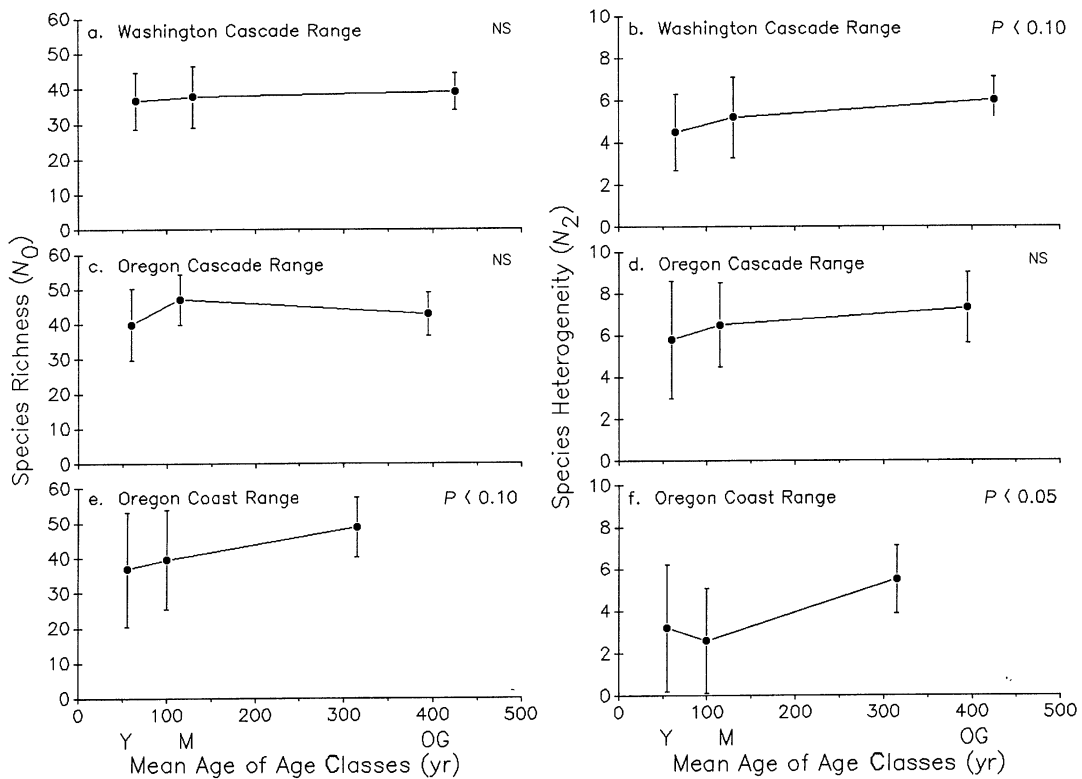 Species Richness (N0)
60
50
40
30
20
10
0
a. Washington Cascade Range NS
60
50
40
30
20
10
0
c. Oregon Cascade Range NS
60
50
40
30
20
10
0
e. Oregon Coast Range P < 0.10
0 100 200 300 400 500
Y M OG
Mean Age of Age Classes (yr)
Species Heterogeneity (N2)
10
8
6
4
2
0
b. Washington Cascade Range P < 0.10
10
8
6
4
2
0
d. Oregon Cascade Range NS
10
8
6
4
2
0
f. Oregon Coast Range P < 0.05
0 100 200 300 400 500
Y M OG
Mean Age of Age Classes (yr)